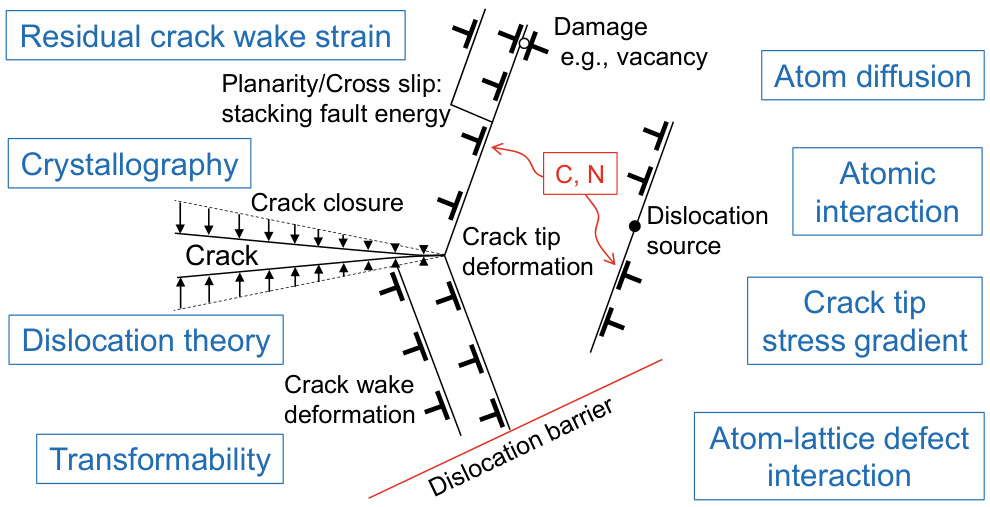 Residual crack wake strain
Damage
e.g., vacancy
Planarity/Cross slip:
stacking fault energy
Atom diffusion
Crystallography
C, N
Atomic
interaction
Crack closure
Dislocation
source
Crack
Crack tip
deformation
Crack tip
stress gradient
Dislocation theory
Crack wake
deformation
Dislocation barrier
Transformability
Atom-lattice defect
interaction